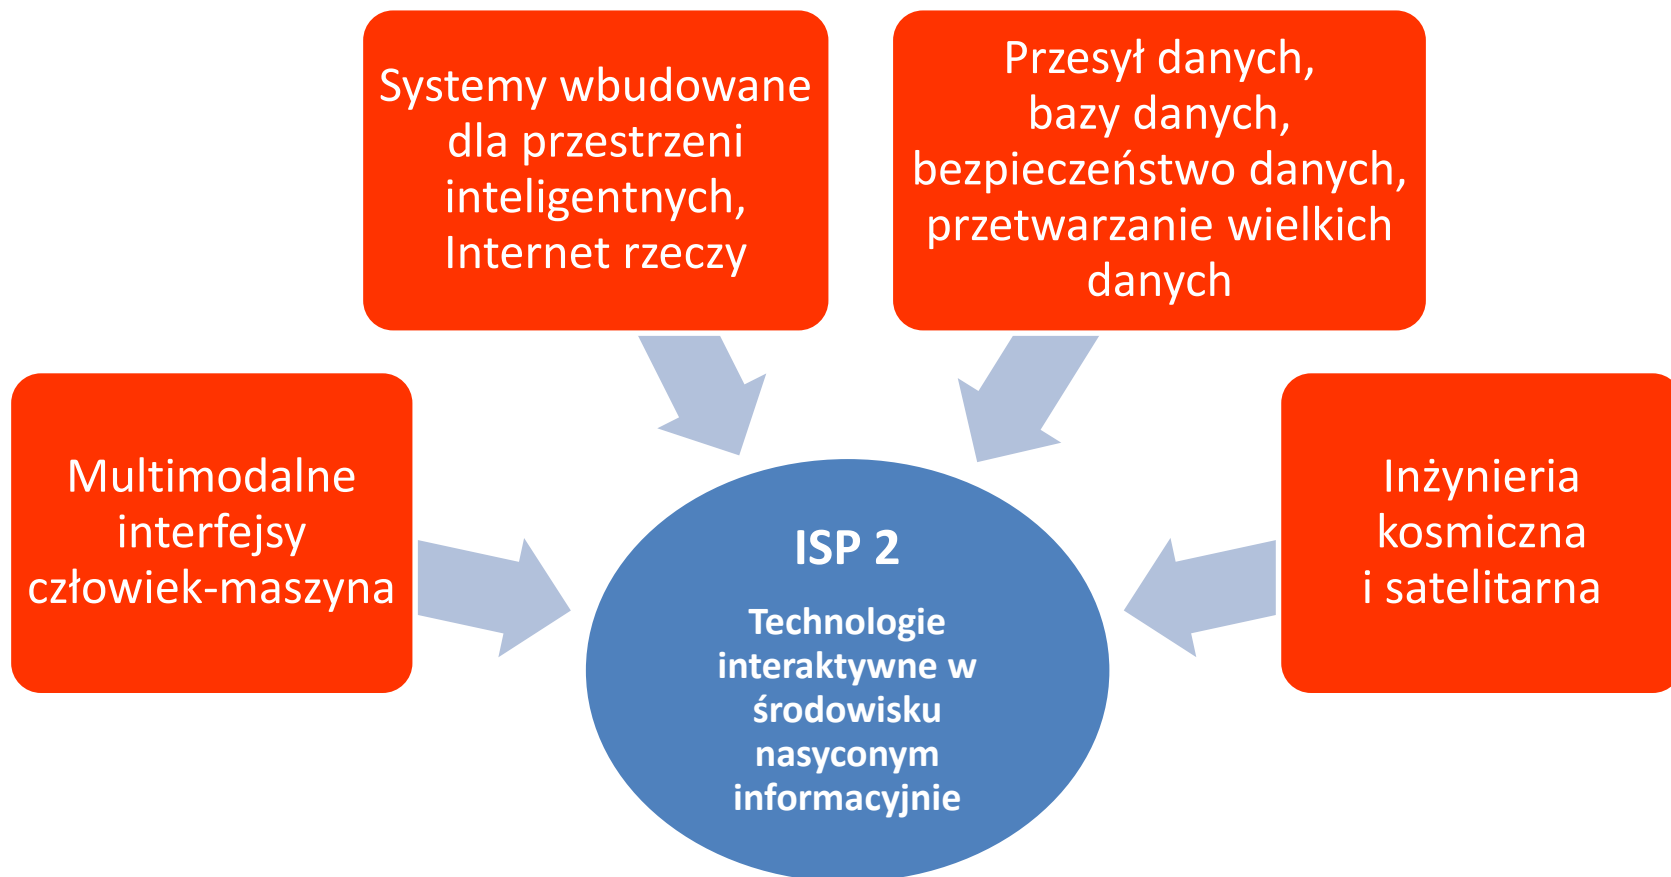 Systemy wbudowane
dla przestrzeni
inteligentnych,
Internet rzeczy
Przesył danych,
bazy danych,
bezpieczeństwo danych,
przetwarzanie wielkich
danych
Multimodalne
interfejsy
człowiek-maszyna
Inżynieria
kosmiczna
i satelitarna
ISP 2
Technologie
interaktywne w
środowisku
nasyconym
informacyjnie